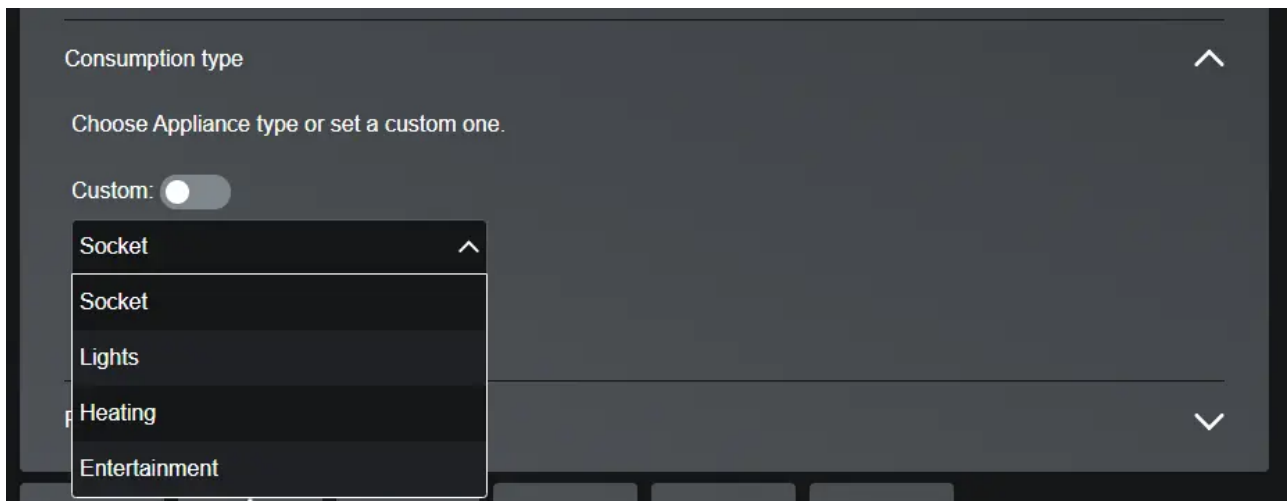 Consumption type
Choose Appliance type or set a custom one.
Custom:
Socket
Socket
Lights
Heating
Entertainment